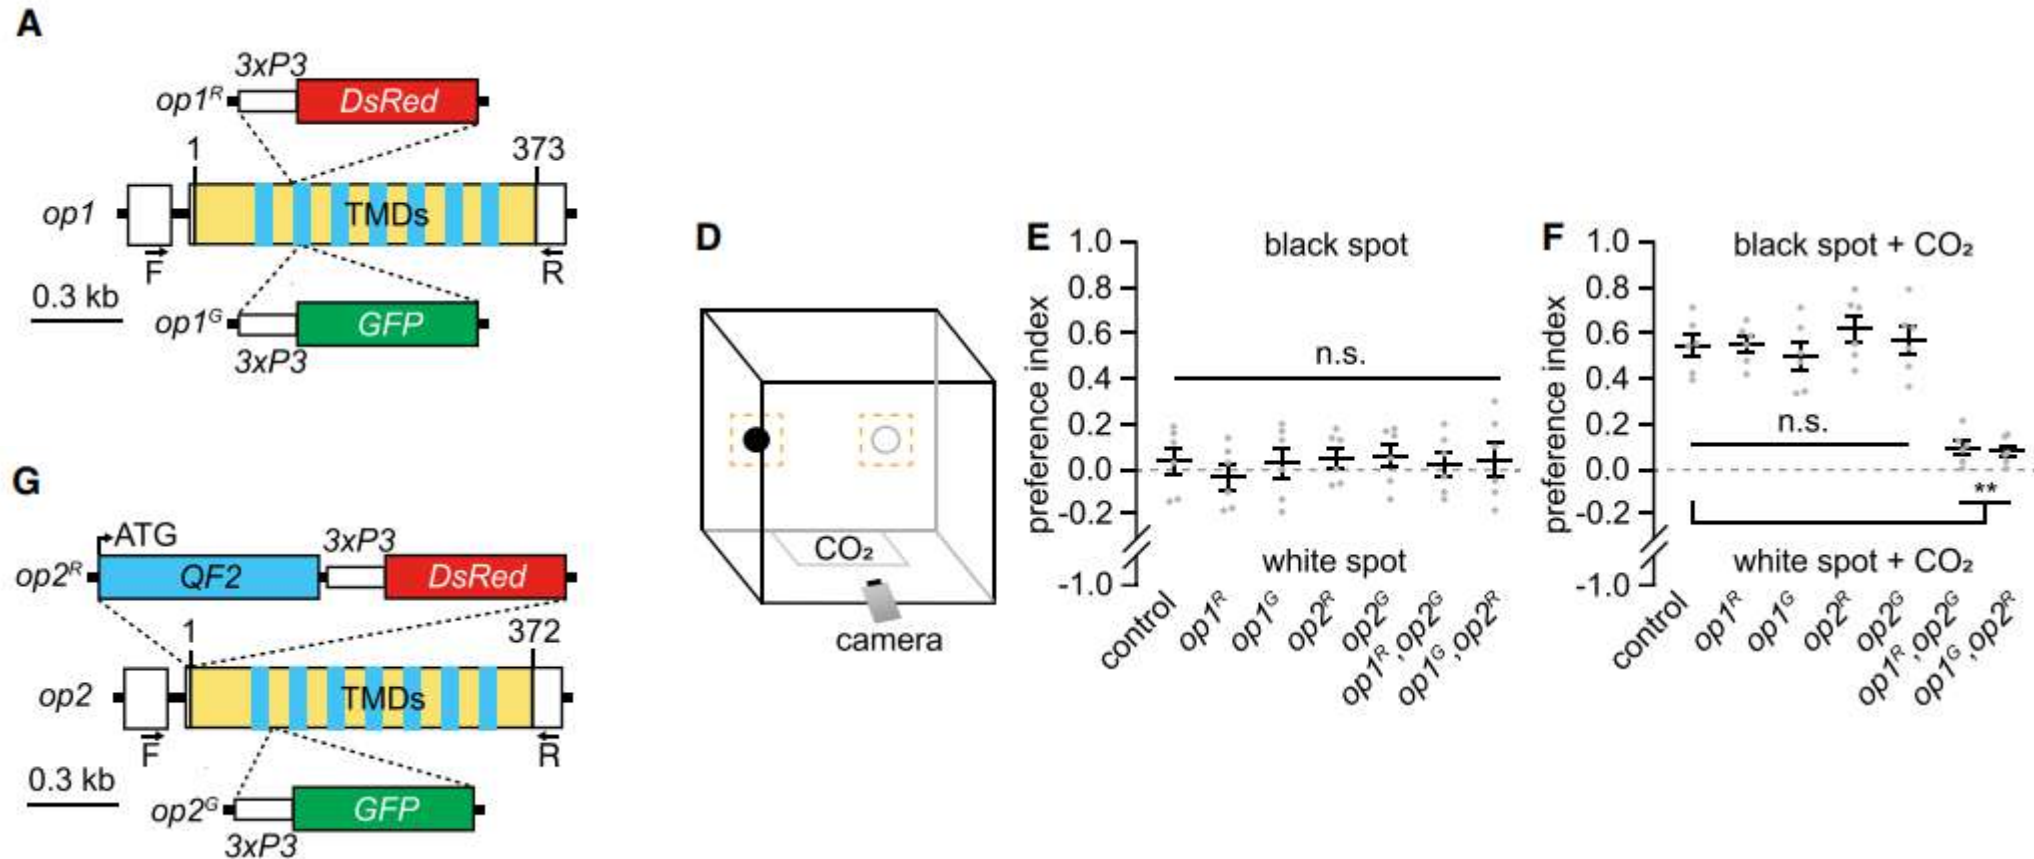 A
3xP3
op1ᴿ
DsRed
1
373
op1
TMDs
F
R
0.3 kb
op1ᴳ
GFP
3xP3
G
ATG
3xP3
op2ᴿ
QF2
DsRed
1
372
op2
TMDs
F
R
0.3 kb
op2ᴳ
GFP
3xP3
D
CO₂
camera
E
1.0
0.8
0.6
0.4
0.2
0.0
-0.2
-1.0
preference index
black spot
n.s.
white spot
control
op1ᴿ
op1ᴳ
op2ᴿ
op2ᴳ
op1ᴿ,op2ᴳ
op1ᴳ,op2ᴿ
F
1.0
0.8
0.6
0.4
0.2
0.0
-0.2
-1.0
preference index
black spot + CO₂
n.s.
**
white spot + CO₂
control
op1ᴿ
op1ᴳ
op2ᴿ
op2ᴳ
op1ᴿ,op2ᴳ
op1ᴳ,op2ᴿ